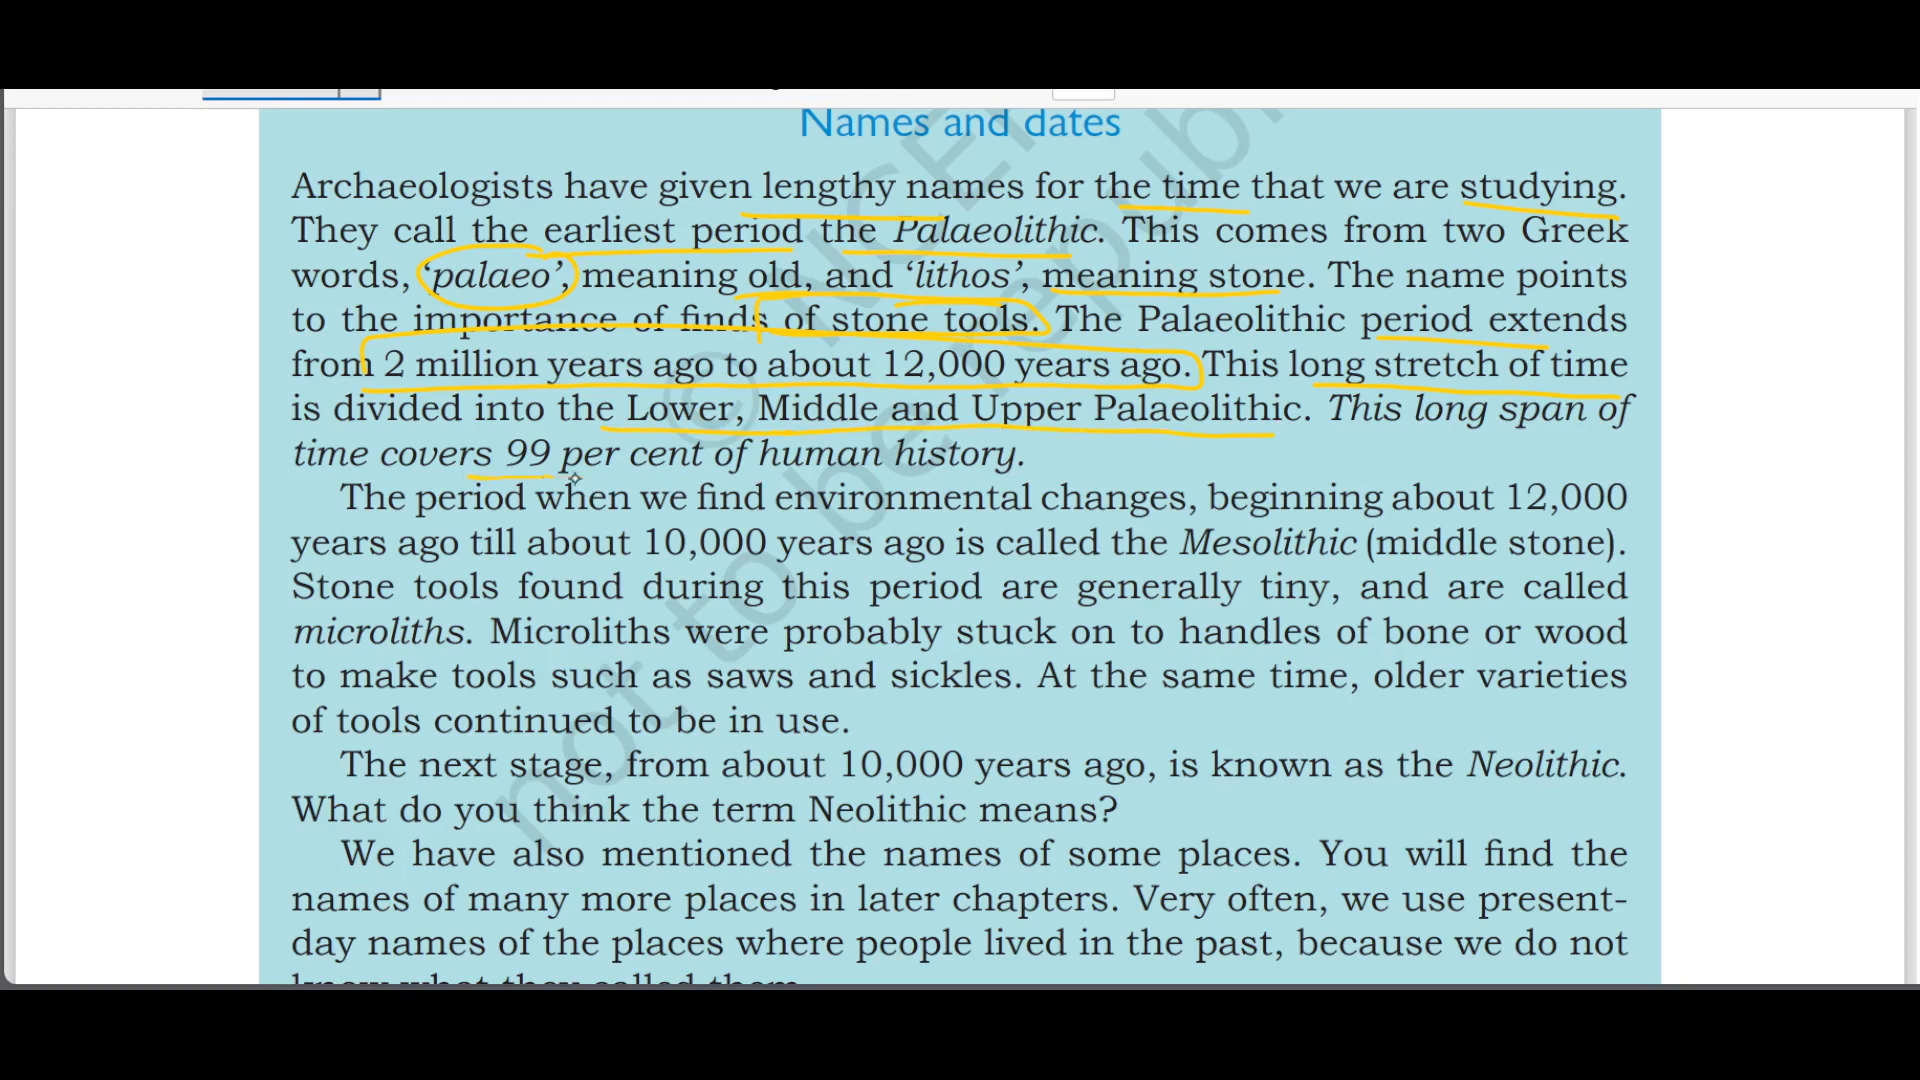 Names and dates
Archaeologists have given lengthy names for the time that we are studying.
They call the earliest period the Palaeolithic. This comes from two Greek
words, ‘palaeo’, meaning old, and ‘lithos’, meaning stone. The name points
to the importance of finds of stone tools. The Palaeolithic period extends
from 2 million years ago to about 12,000 years ago. This long stretch of time
is divided into the Lower, Middle and Upper Palaeolithic. This long span of
time covers 99 per cent of human history.
The period when we find environmental changes, beginning about 12,000
years ago till about 10,000 years ago is called the Mesolithic (middle stone).
Stone tools found during this period are generally tiny, and are called
microliths. Microliths were probably stuck on to handles of bone or wood
to make tools such as saws and sickles. At the same time, older varieties
of tools continued to be in use.
The next stage, from about 10,000 years ago, is known as the Neolithic.
What do you think the term Neolithic means?
We have also mentioned the names of some places. You will find the
names of many more places in later chapters. Very often, we use present-
day names of the places where people lived in the past, because we do not
know what they called them.
© NCE
not to be republ